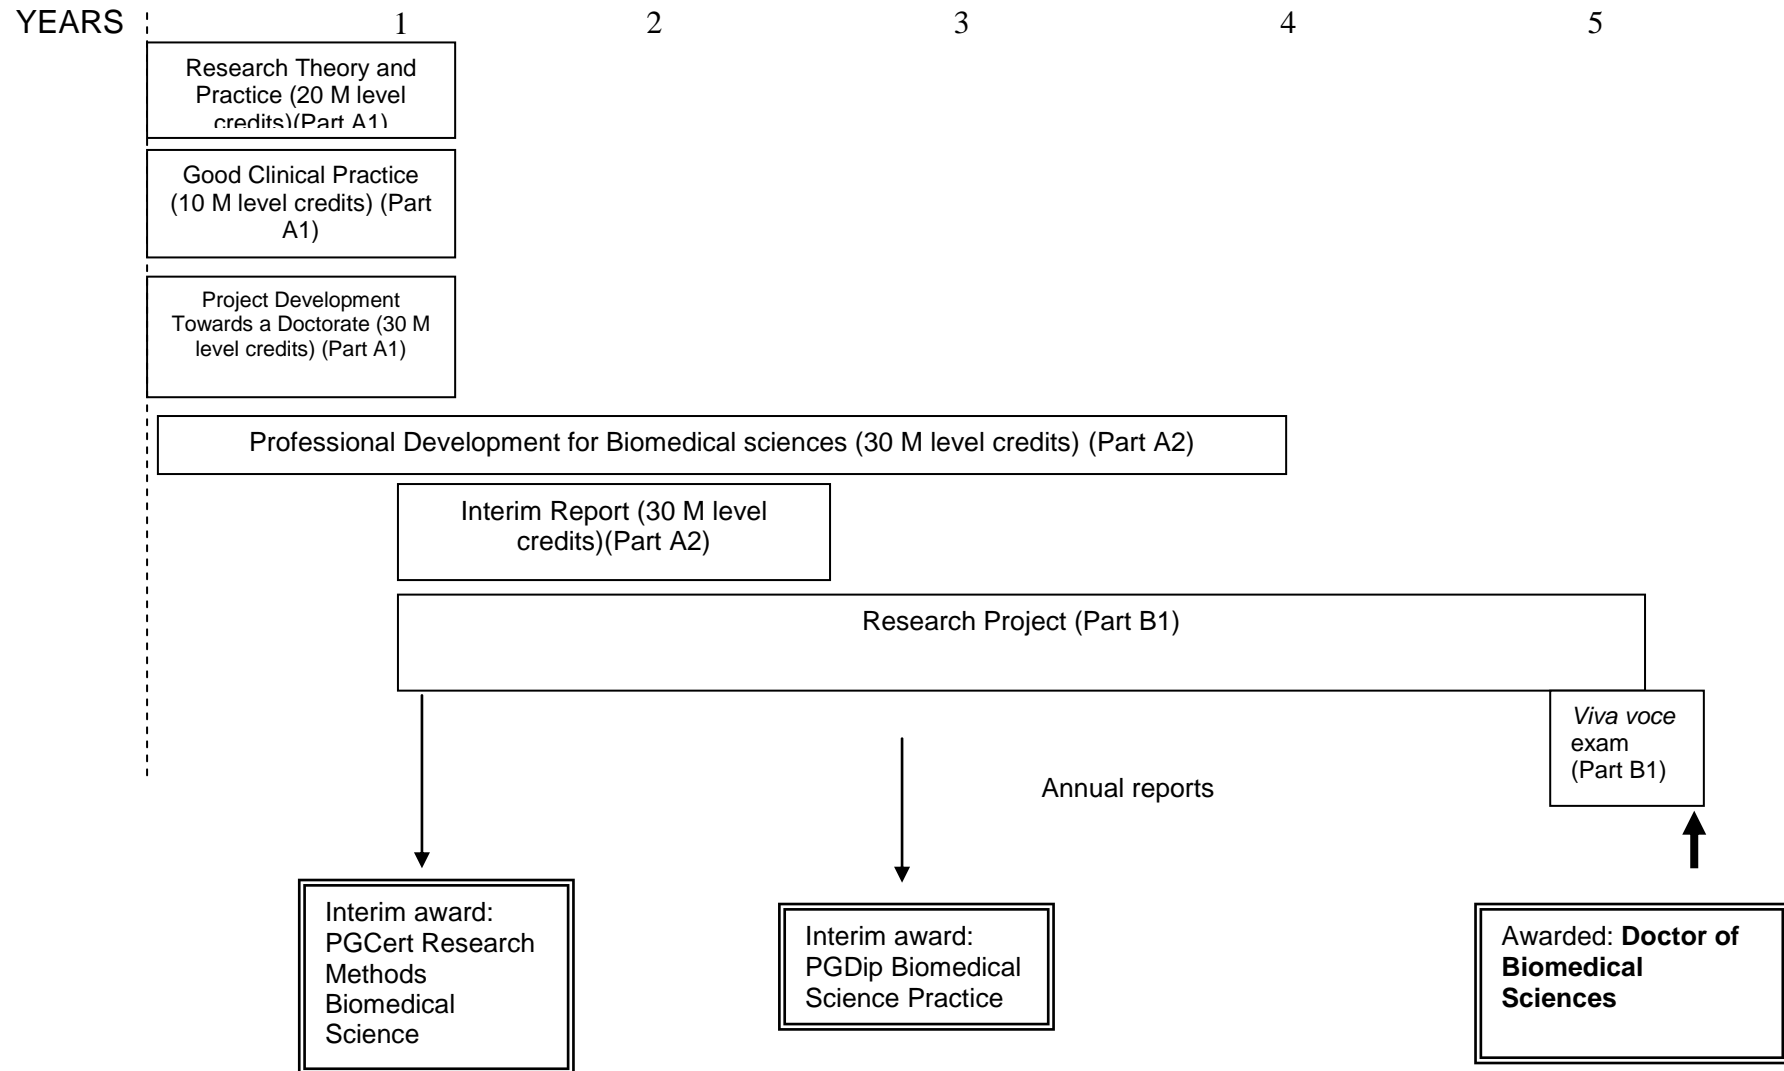 YEARS 1 2 3 4 5
Research Theory and
Practice (20 M level
credits)(Part A1)
Good Clinical Practice
(10 M level credits) (Part
A1)
Project Development
Towards a Doctorate (30 M
level credits) (Part A1)
Professional Development for Biomedical sciences (30 M level credits) (Part A2)
Interim Report (30 M level
credits)(Part A2)
Research Project (Part B1)
Viva voce
exam
(Part B1)
Annual reports
Interim award:
PGCert Research
Methods
Biomedical
Science
Interim award:
PGDip Biomedical
Science Practice
Awarded: Doctor of
Biomedical
Sciences